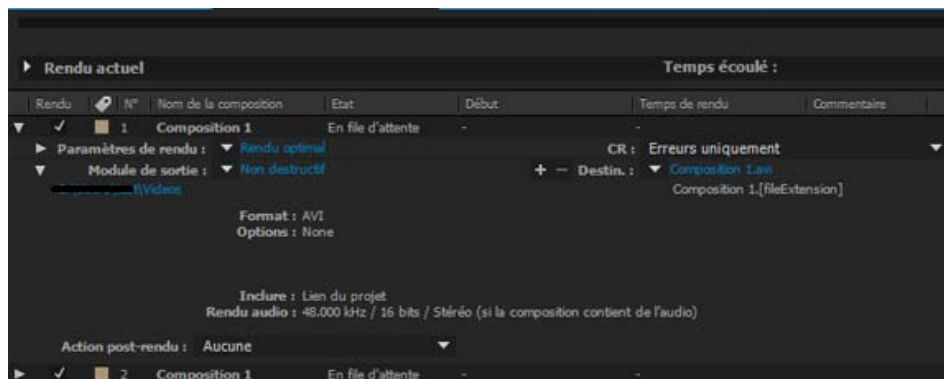 Rendu actuel Temps écoulé :
Rendu N° Nom de la composition Etat Début Temps de rendu Commentaire
1 Composition 1 En file d'attente - -
Paramètres de rendu : Rendu optimal CR : Erreurs uniquement
Module de sortie : Non destructif + − Destin. : Composition 1.avi
\Videos Composition 1.[fileExtension]
Format : AVI
Options : None
Inclure : Lien du projet
Rendu audio : 48.000 kHz / 16 bits / Stéréo (si la composition contient de l'audio)
Action post-rendu : Aucune
2 Composition 1 En file d'attente - -